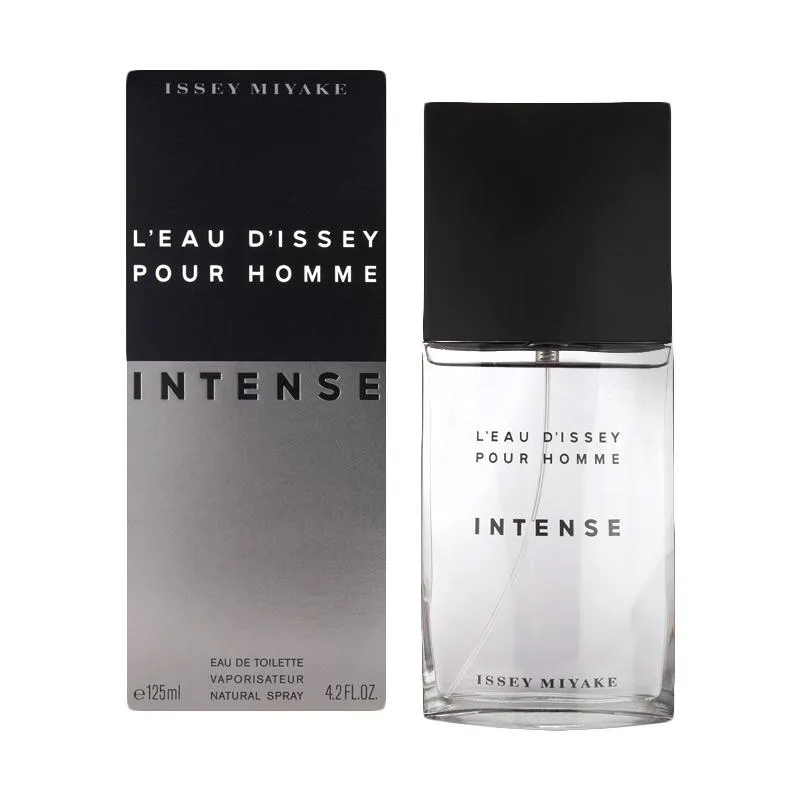 ISSEY MIYAKE
L'EAU D'ISSEY
POUR HOMME
INTENSE
EAU DE TOILETTE
VAPORISATEUR
NATURAL SPRAY
℮125ml
4.2 FL.OZ.
L'EAU D'ISSEY
POUR HOMME
INTENSE
ISSEY MIYAKE